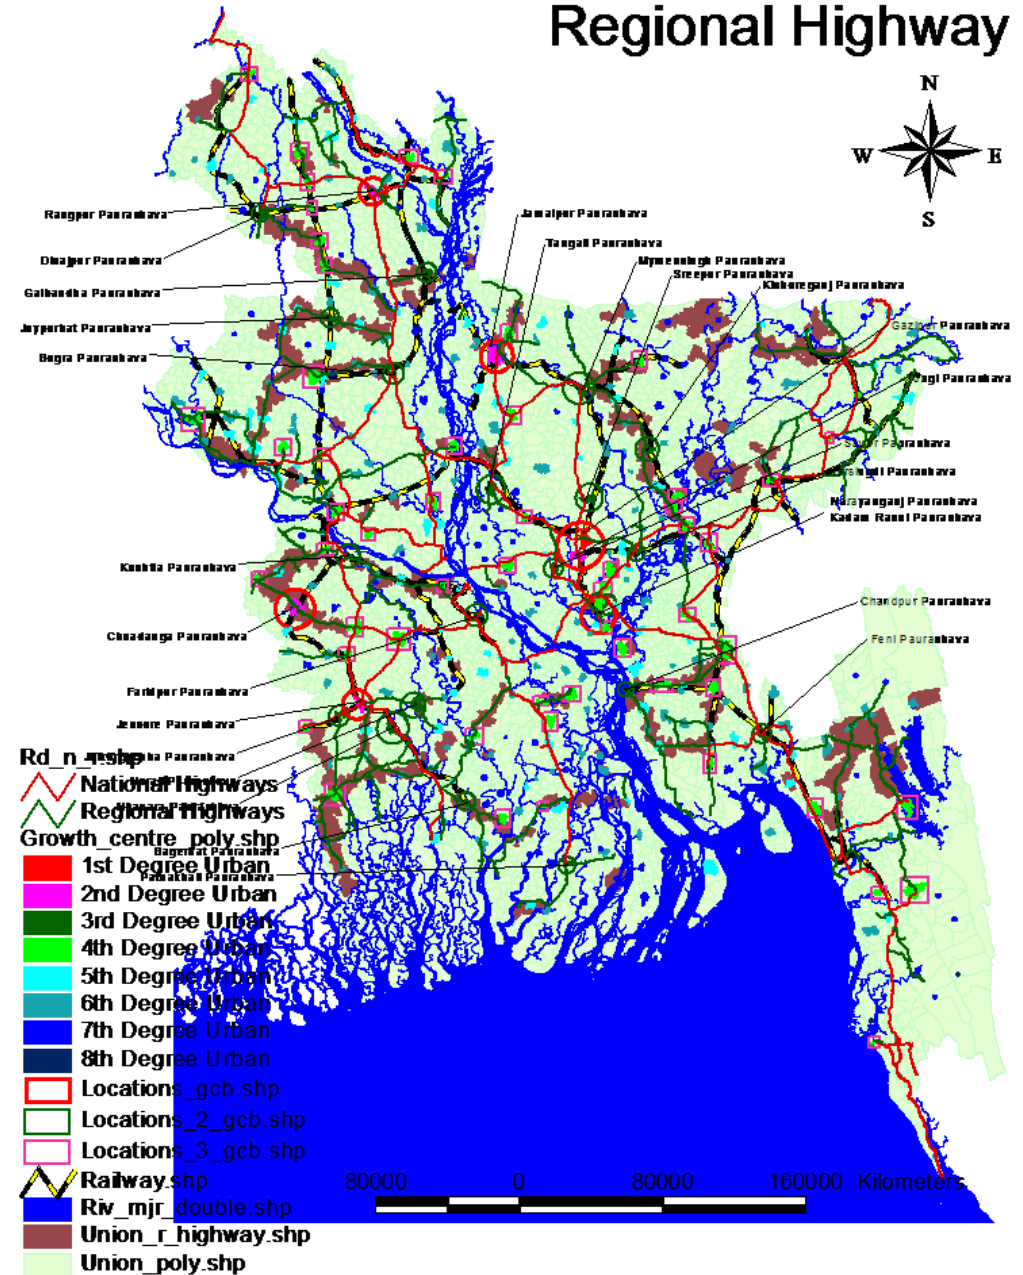 Regional Highway
N
W E
S
Rangpur Paurashava
Dinajpur Paurashava
Gaibandha Paurashava
Joypurhat Paurashava
Bogra Paurashava
Jamalpur Paurashava
Tangail Paurashava
Mymensingh Paurashava
Sreepur Paurashava
Kishoreganj Paurashava
Gazipur Paurashava
Paurashava
Paurashava
Paurashava
Narayanganj Paurashava
Kadam Rasul Paurashava
Kushtia Paurashava
Chuadanga Paurashava
Faridpur Paurashava
Jessore Paurashava
Paurashava
Chandpur Paurashava
Feni Paurashava
Bagerhat Paurashava
Patuakhali Paurashava
Rd_n_r.shp
National Highways
Regional Highways
Growth_centre_poly.shp
1st Degree Urban
2nd Degree Urban
3rd Degree Urban
4th Degree Urban
5th Degree Urban
6th Degree Urban
7th Degree Urban
8th Degree Urban
Locations_gcb.shp
Locations_2_gcb.shp
Locations_3_gcb.shp
Railway.shp
Riv_mjr_double.shp
Union_r_highway.shp
Union_poly.shp
80000 0 80000 160000 Kilometers